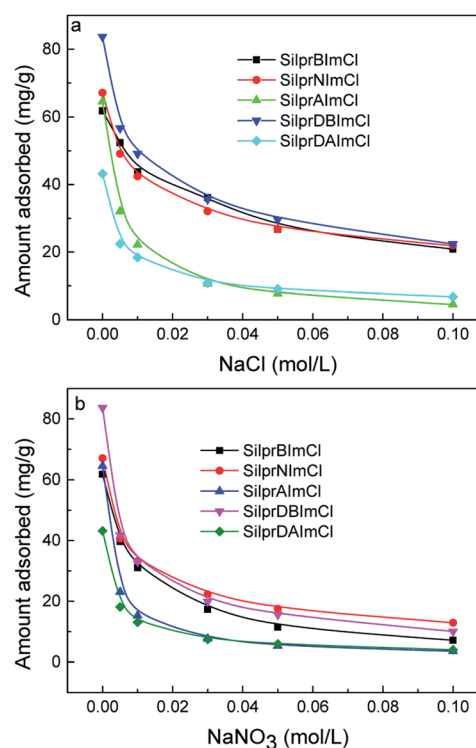 a
SilprBImCl
SilprNImCl
SilprAImCl
SilprDBImCl
SilprDAImCl
Amount adsorbed (mg/g)
80
60
40
20
0
0.00 0.02 0.04 0.06 0.08 0.10
NaCl (mol/L)
b
SilprBImCl
SilprNImCl
SilprAImCl
SilprDBImCl
SilprDAImCl
Amount adsorbed (mg/g)
80
60
40
20
0
0.00 0.02 0.04 0.06 0.08 0.10
NaNO₃ (mol/L)